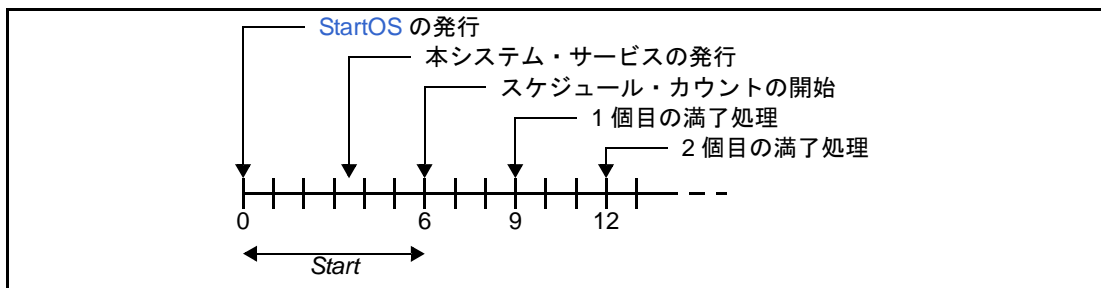 StartOS の発行
本システム・サービスの発行
スケジュール・カウントの開始
1 個目の満了処理
2 個目の満了処理
0 6 9 12
Start